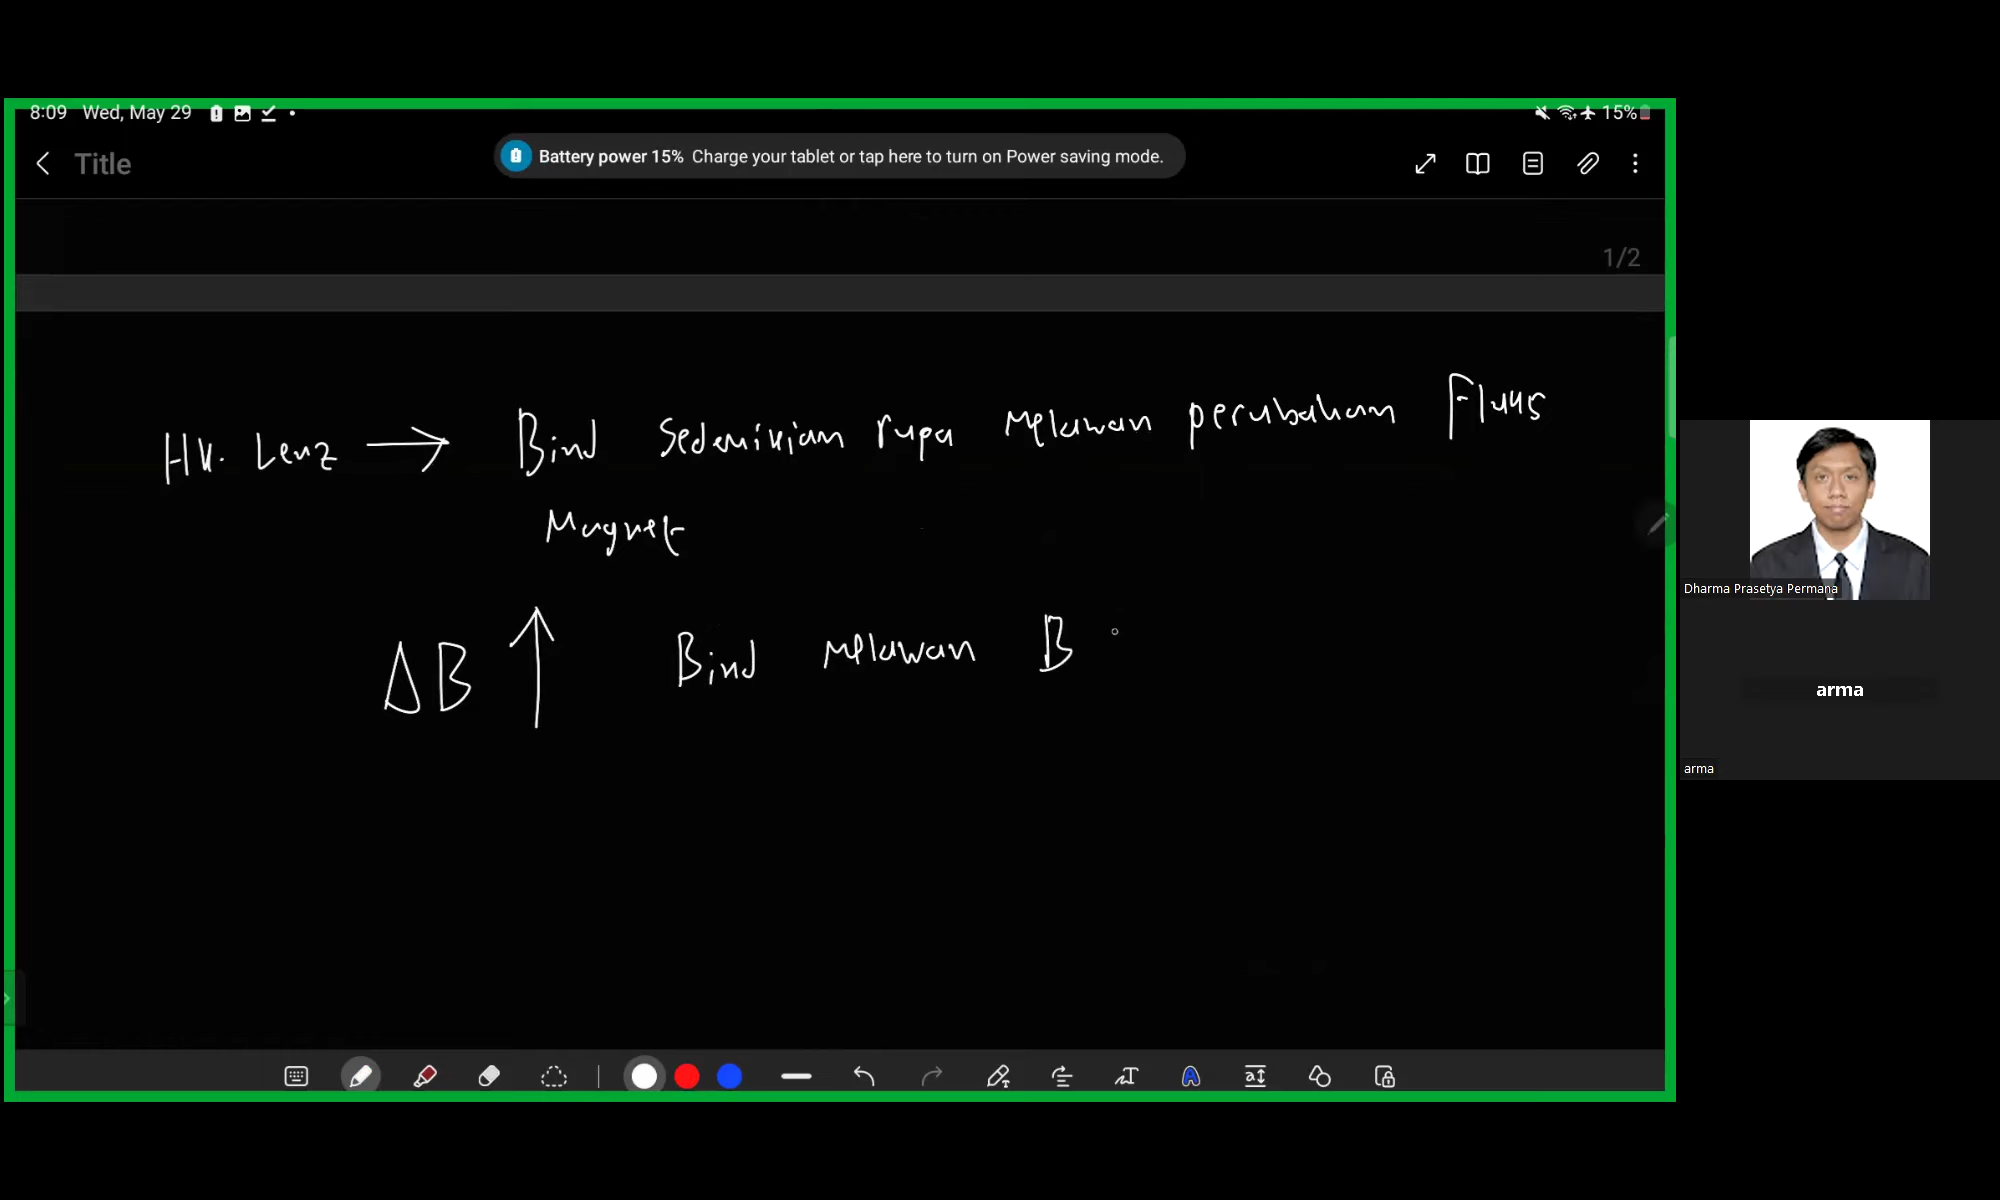 8:09 Wed, May 29 15%
Title
Battery power 15% Charge your tablet or tap here to turn on Power saving mode.
1/2
Hk. Lenz → Bind Sedemikian rupa melawan perubahan Fluks
Magnet
ΔB ↑ Bind melawan B
Dharma Prasetya Permana
arma
arma